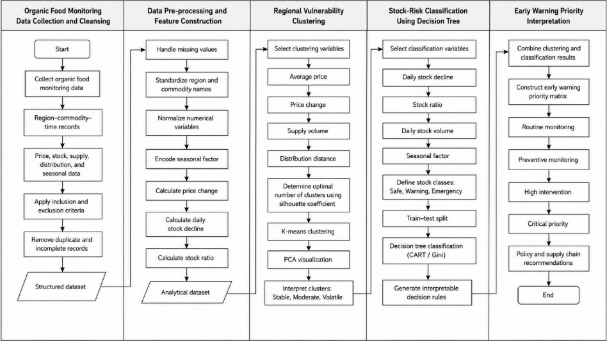 Organic Food Monitoring
Data Collection and Cleansing
Start
Collect organic food
monitoring data
Region–commodity–
time records
Price, stock, supply,
distribution, and
seasonal data
Apply inclusion and
exclusion criteria
Remove duplicate and
incomplete records
Structured dataset
Data Pre-processing and
Feature Construction
Handle missing values
Standardize region and
commodity names
Normalize numerical
variables
Encode seasonal factor
Calculate price change
Calculate daily
stock decline
Calculate stock ratio
Analytical dataset
Regional Vulnerability
Clustering
Select clustering variables
Average price
Price change
Supply volume
Distribution distance
Determine optimal
number of clusters using
silhouette coefficient
K-means clustering
PCA visualization
Interpret clusters:
Stable, Moderate, Volatile
Stock-Risk Classification
Using Decision Tree
Select classification variables
Daily stock decline
Stock ratio
Daily stock volume
Seasonal factor
Define stock classes:
Safe, Warning, Emergency
Train–test split
Decision tree classification
(CART / Gini)
Generate interpretable
decision rules
Early Warning Priority
Interpretation
Combine clustering and
classification results
Construct early warning
priority matrix
Routine monitoring
Preventive monitoring
High intervention
Critical priority
Policy and supply chain
recommendations
End